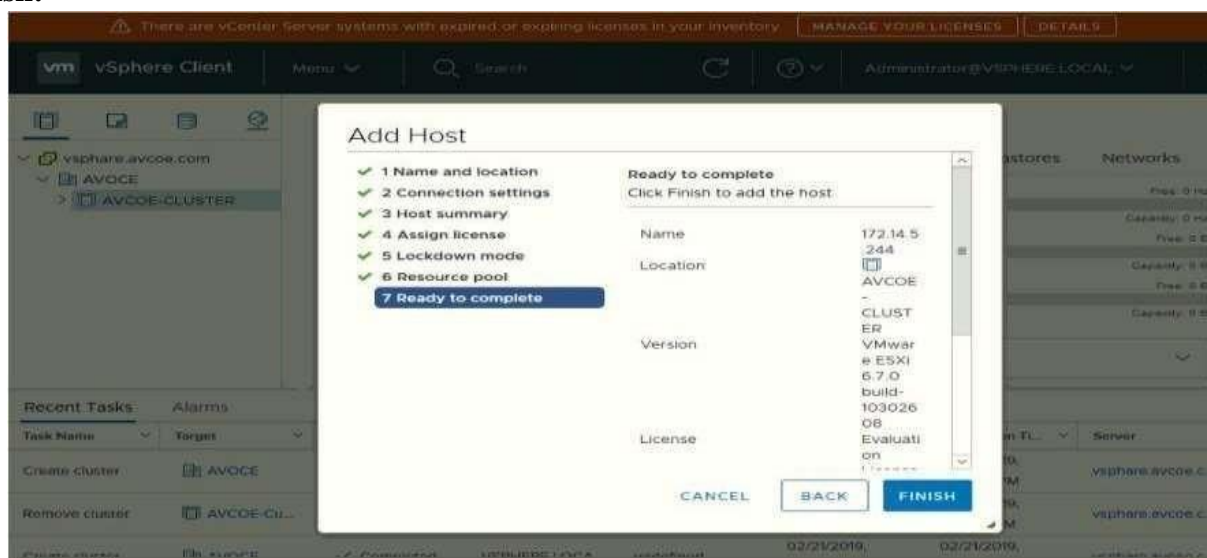 There are vCenter Server systems with expired or expiring licenses in your inventory MANAGE YOUR LICENSES DETAILS
vm vSphere Client Menu Search Administrator@VSPHERE.LOCAL
vsphare.avcoe.com
AVOCE
AVCOE-CLUSTER
Add Host
1 Name and location
2 Connection settings
3 Host summary
4 Assign license
5 Lockdown mode
6 Resource pool
7 Ready to complete
Ready to complete
Click Finish to add the host
Name 172.14.5
244
Location
AVCOE
-
CLUST
ER
Version VMwar
e ESXi
6.7.0
build-
103026
08
License Evaluati
on
CANCEL BACK FINISH
astores Networks
Recent Tasks Alarms
Task Name Target Server
Create cluster AVOCE vsphare.avcoe.c
Remove cluster AVCOE-Cu... vsphare.avcoe.c
02/21/2019, 02/21/2019,